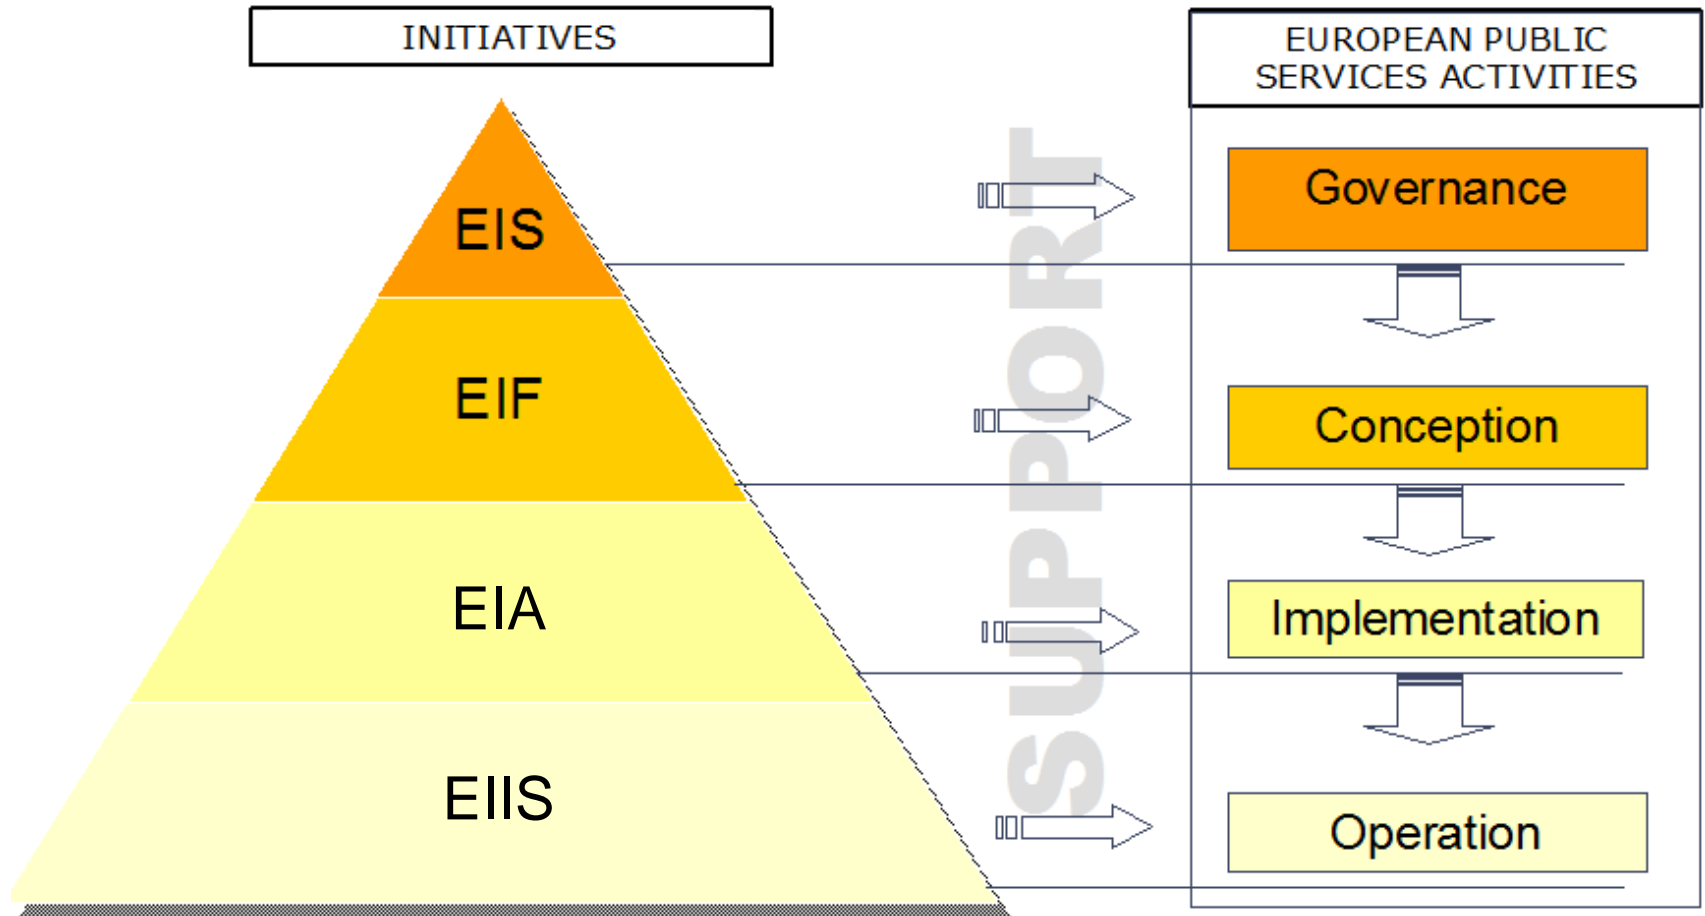 INITIATIVES
EUROPEAN PUBLIC
SERVICES ACTIVITIES
EIS
EIF
EIA
EIIS
SUPPORT
Governance
Conception
Implementation
Operation